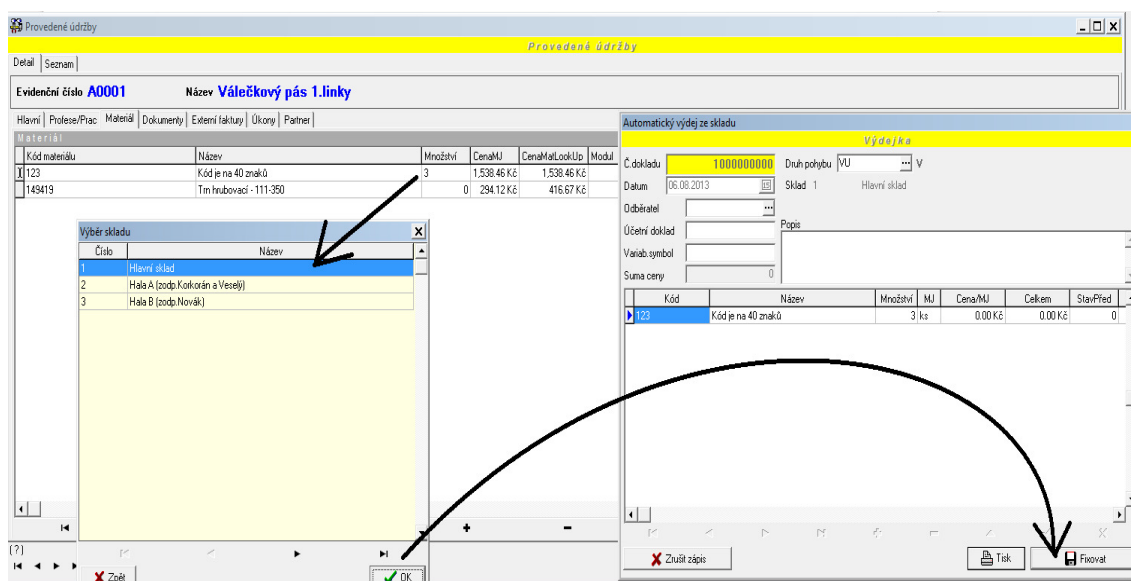 Provedené údržby
Provedené údržby
Detail Seznam
Evidenční číslo A0001 Název Válečkový pás 1.linky
Hlavní Profese/Prac Materiál Dokumenty Externí faktury Úkony Partner
Materiál
Kód materiálu Název Množství CenaMJ CenaMatLookUp Modul
123 Kód je na 40 znaků 3 1,538.46 Kč 1,538.46 Kč
149419 Trn hrubovací - 111-350 0 294.12 Kč 416.67 Kč
Výběr skladu
Číslo Název
1 Hlavní sklad
2 Hala A (zodp.Korkorán a Veselý)
3 Hala B (zodp.Novák)
Zpět OK
(?)
Automatický výdej ze skladu
Výdejka
Č.dokladu 1000000000 Druh pohybu VU ... V
Datum 06.08.2013 15 Sklad 1 Hlavní sklad
Odběratel ...
Účetní doklad Popis
Variab.symbol
Suma ceny 0
Kód Název Množství MJ Cena/MJ Celkem StavPřed
123 Kód je na 40 znaků 3 ks 0.00 Kč 0.00 Kč 0
Zrušit zápis Tisk Fixovat